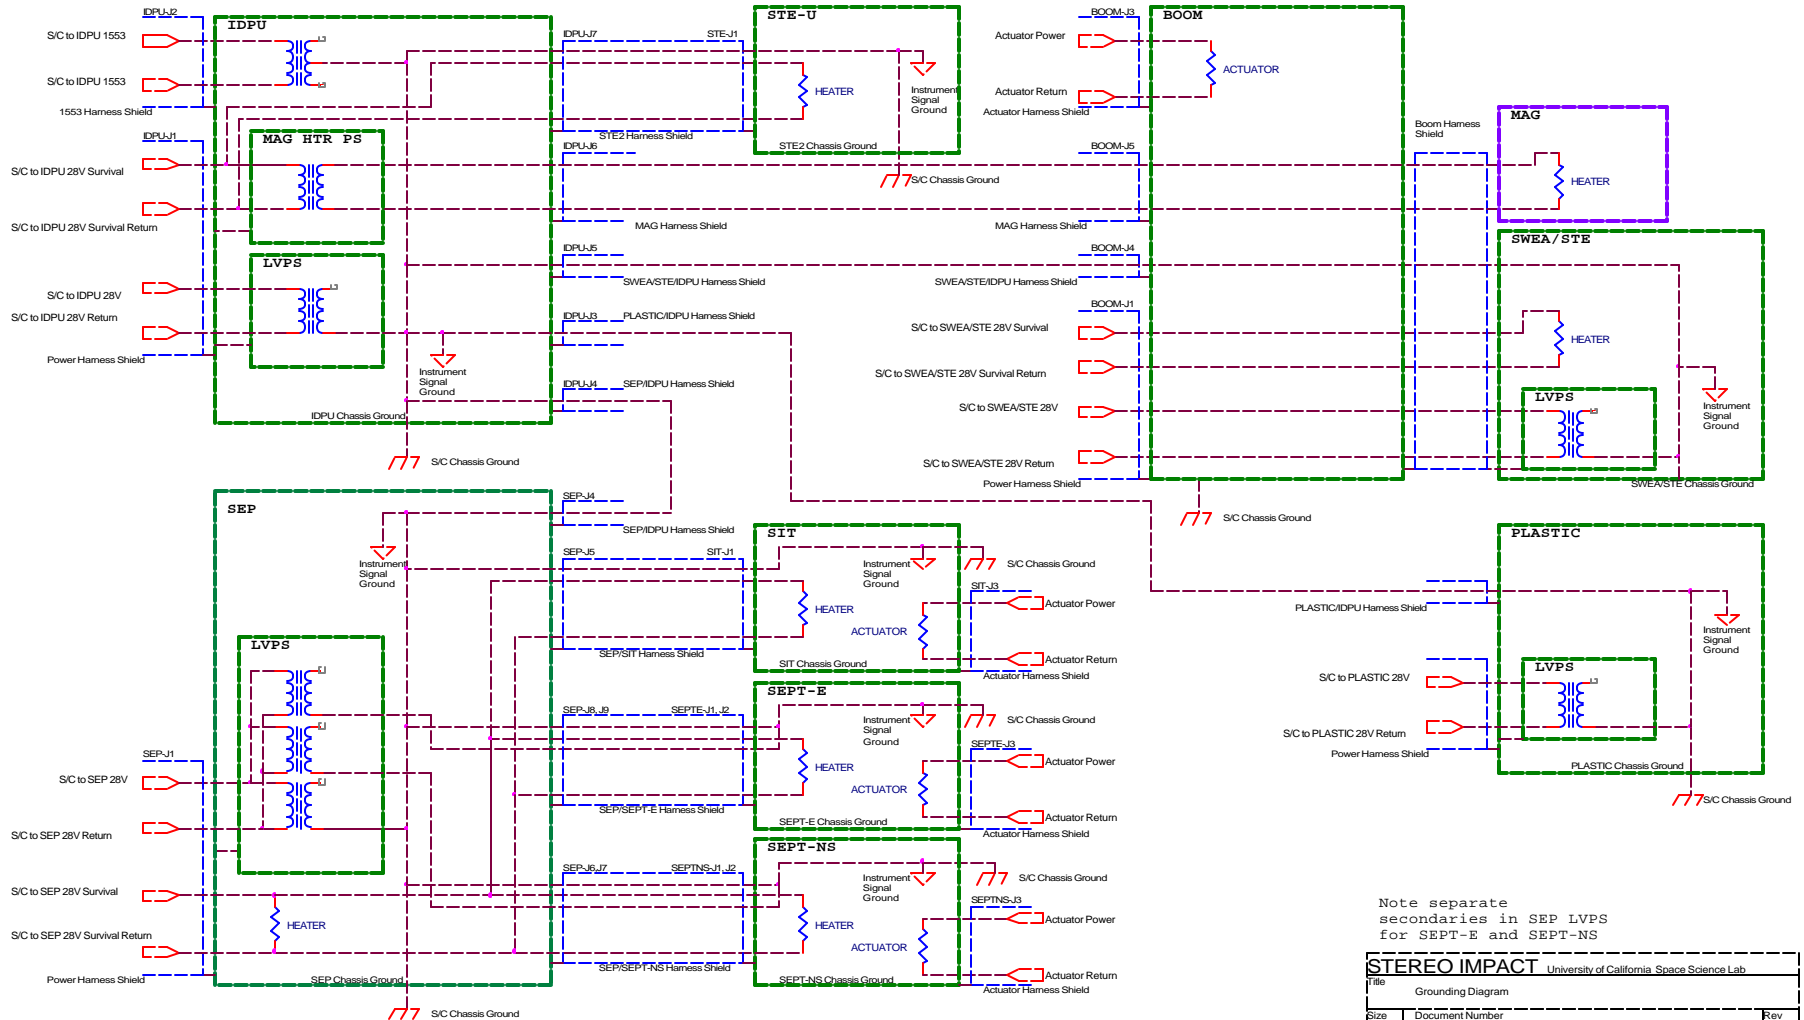 IDPU-J2
IDPU
S/C to IDPU 1553
S/C to IDPU 1553
1553 Harness Shield
IDPU-J1
MAG HTR PS
S/C to IDPU 28V Survival
S/C to IDPU 28V Survival Return
LVPS
S/C to IDPU 28V
S/C to IDPU 28V Return
Power Harness Shield
Instrument
Signal
Ground
IDPU Chassis Ground
S/C Chassis Ground
IDPU-J7
STE-J1
STE2 Harness Shield
IDPU-J6
MAG Harness Shield
IDPU-J5
SWEA/STE/IDPU Harness Shield
IDPU-J3
PLASTIC/IDPU Harness Shield
IDPU-J4
SEP/IDPU Harness Shield
STE-U
HEATER
Instrument
Signal
Ground
STE2 Chassis Ground
S/C Chassis Ground
BOOM-J3
BOOM
Actuator Power
ACTUATOR
Actuator Return
Actuator Harness Shield
BOOM-J5
MAG Harness Shield
BOOM-J4
SWEA/STE/IDPU Harness Shield
BOOM-J1
S/C to SWEA/STE 28V Survival
S/C to SWEA/STE 28V Survival Return
S/C to SWEA/STE 28V
S/C to SWEA/STE 28V Return
Power Harness Shield
S/C Chassis Ground
Boom Harness
Shield
MAG
HEATER
SWEA/STE
HEATER
LVPS
Instrument
Signal
Ground
SWEA/STE Chassis Ground
SEP
SEP-J4
SEP/IDPU Harness Shield
Instrument
Signal
Ground
SEP-J5
SIT-J1
SEP/SIT Harness Shield
LVPS
SEP-J1
S/C to SEP 28V
S/C to SEP 28V Return
S/C to SEP 28V Survival
HEATER
S/C to SEP 28V Survival Return
Power Harness Shield
SEP Chassis Ground
S/C Chassis Ground
SEP-J8, J9
SEPTE-J1, J2
SEP/SEPT-E Harness Shield
SEP-J6,J7
SEPTNS-J1, J2
SEP/SEPT-NS Harness Shield
SIT
Instrument
Signal
Ground
S/C Chassis Ground
HEATER
ACTUATOR
SIT-J3
Actuator Power
Actuator Return
SIT Chassis Ground
Actuator Harness Shield
SEPT-E
Instrument
Signal
Ground
S/C Chassis Ground
HEATER
ACTUATOR
SEPTE-J3
Actuator Power
Actuator Return
SEPT-E Chassis Ground
Actuator Harness Shield
SEPT-NS
Instrument
Signal
Ground
S/C Chassis Ground
HEATER
ACTUATOR
SEPTNS-J3
Actuator Power
Actuator Return
SEPT-NS Chassis Ground
Actuator Harness Shield
PLASTIC
PLASTIC/IDPU Harness Shield
Instrument
Signal
Ground
LVPS
S/C to PLASTIC 28V
S/C to PLASTIC 28V Return
Power Harness Shield
PLASTIC Chassis Ground
S/C Chassis Ground
Note separate
secondaries in SEP LVPS
for SEPT-E and SEPT-NS
STEREO IMPACT University of California Space Science Lab
Title
Grounding Diagram
Size Document Number Rev